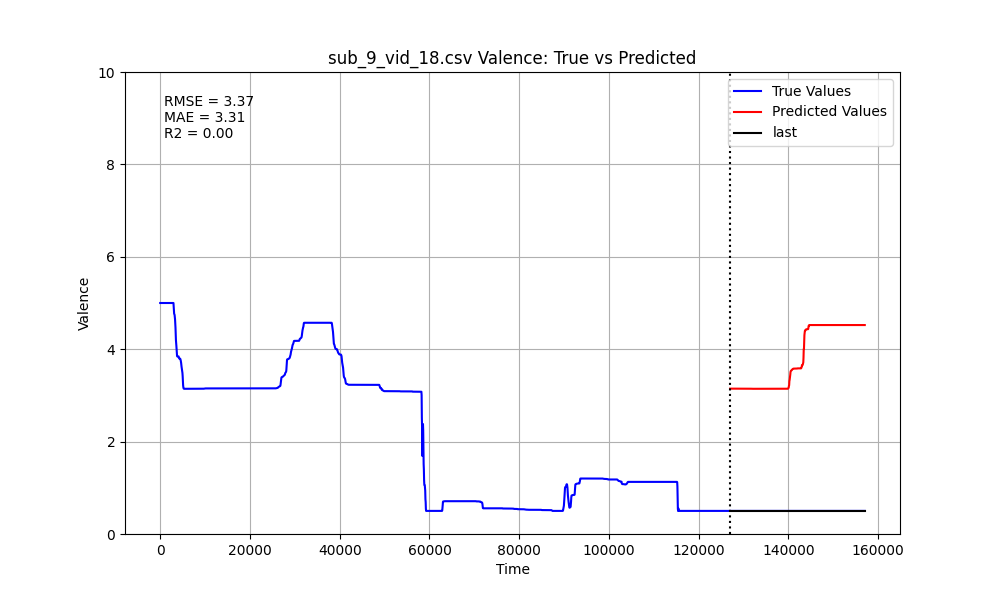 sub_9_vid_18.csv Valence: True vs Predicted
RMSE = 3.37
MAE = 3.31
R2 = 0.00
True Values
Predicted Values
last
10
8
6
4
2
0
Valence
0
20000
40000
60000
80000
100000
120000
140000
160000
Time